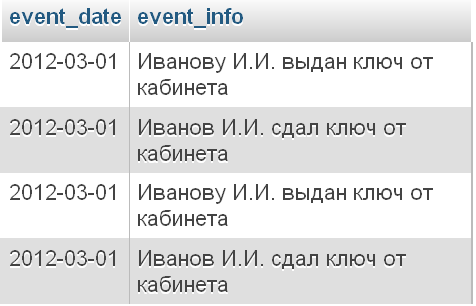 event_date event_info
2012-03-01 Иванову И.И. выдан ключ от
кабинета
2012-03-01 Иванов И.И. сдал ключ от
кабинета
2012-03-01 Иванову И.И. выдан ключ от
кабинета
2012-03-01 Иванов И.И. сдал ключ от
кабинета